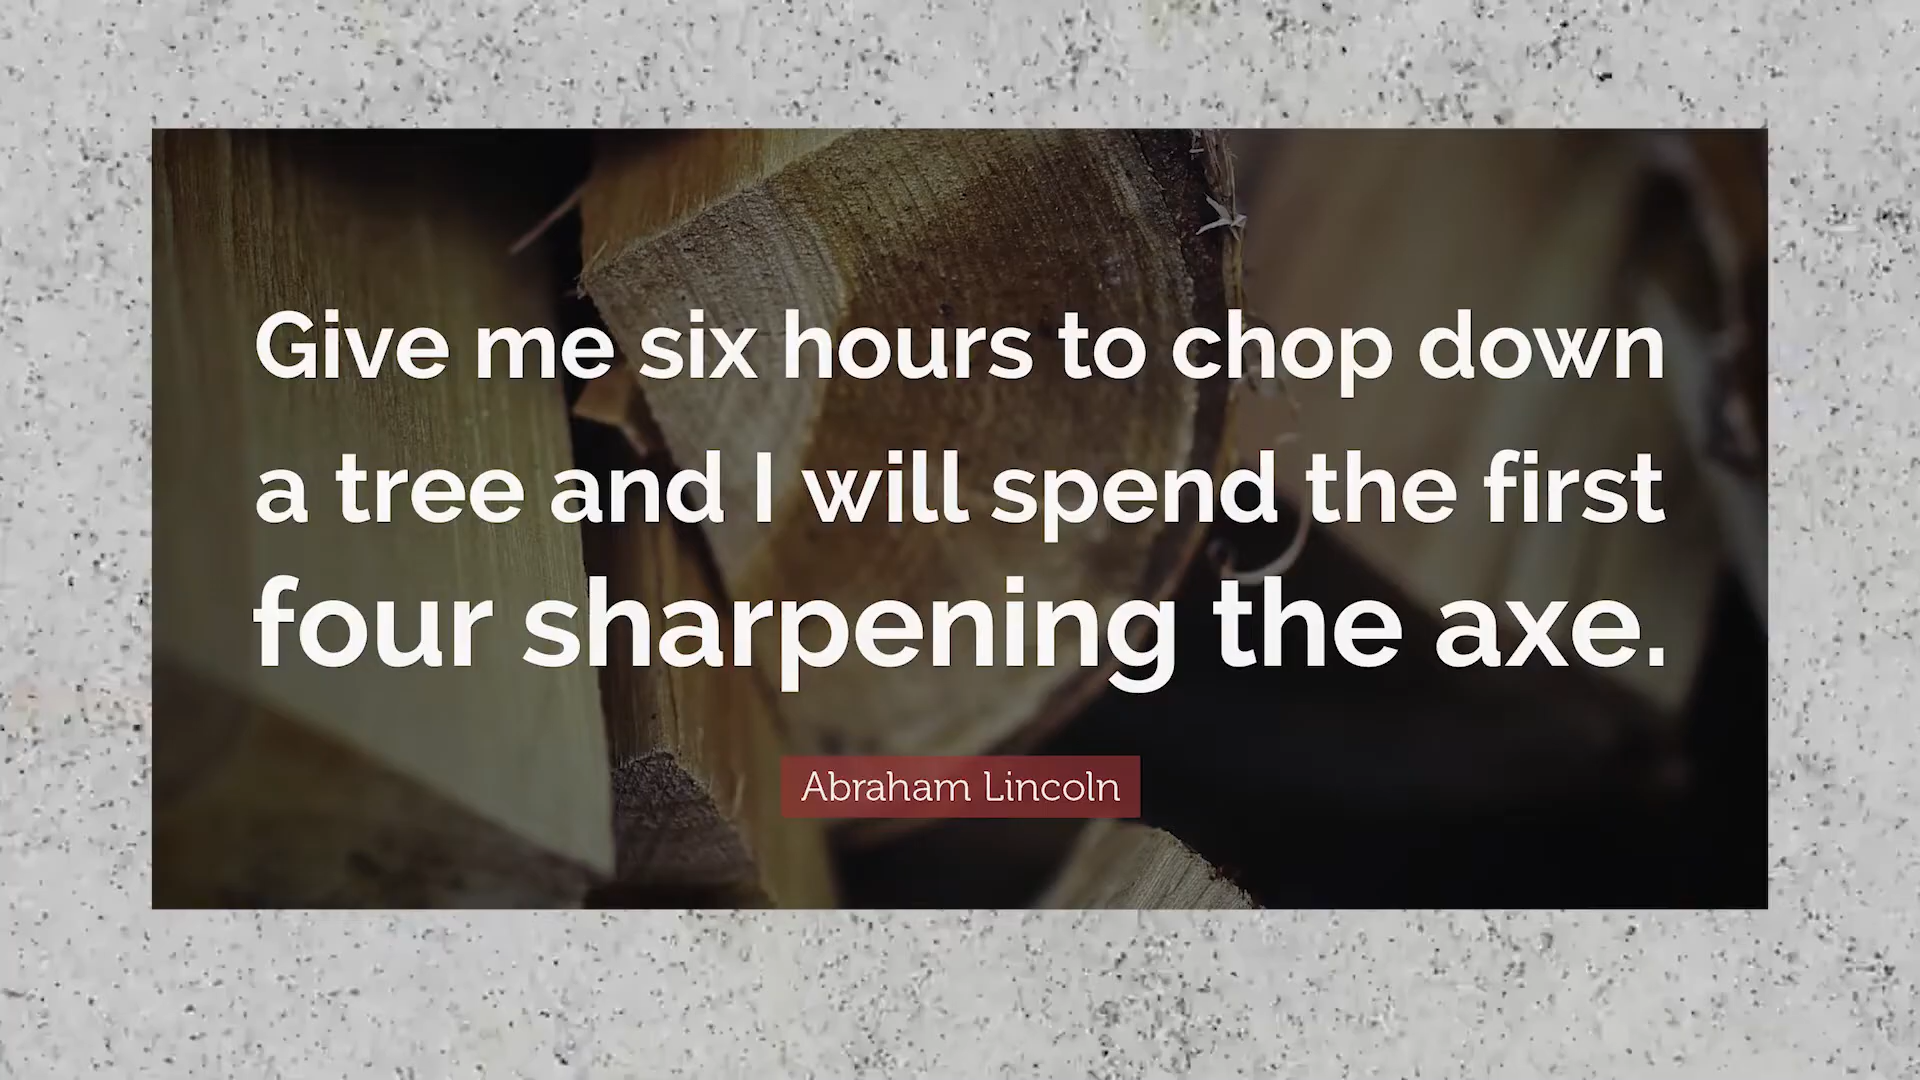 Give me six hours to chop down
a tree and I will spend the first
four sharpening the axe.
Abraham Lincoln